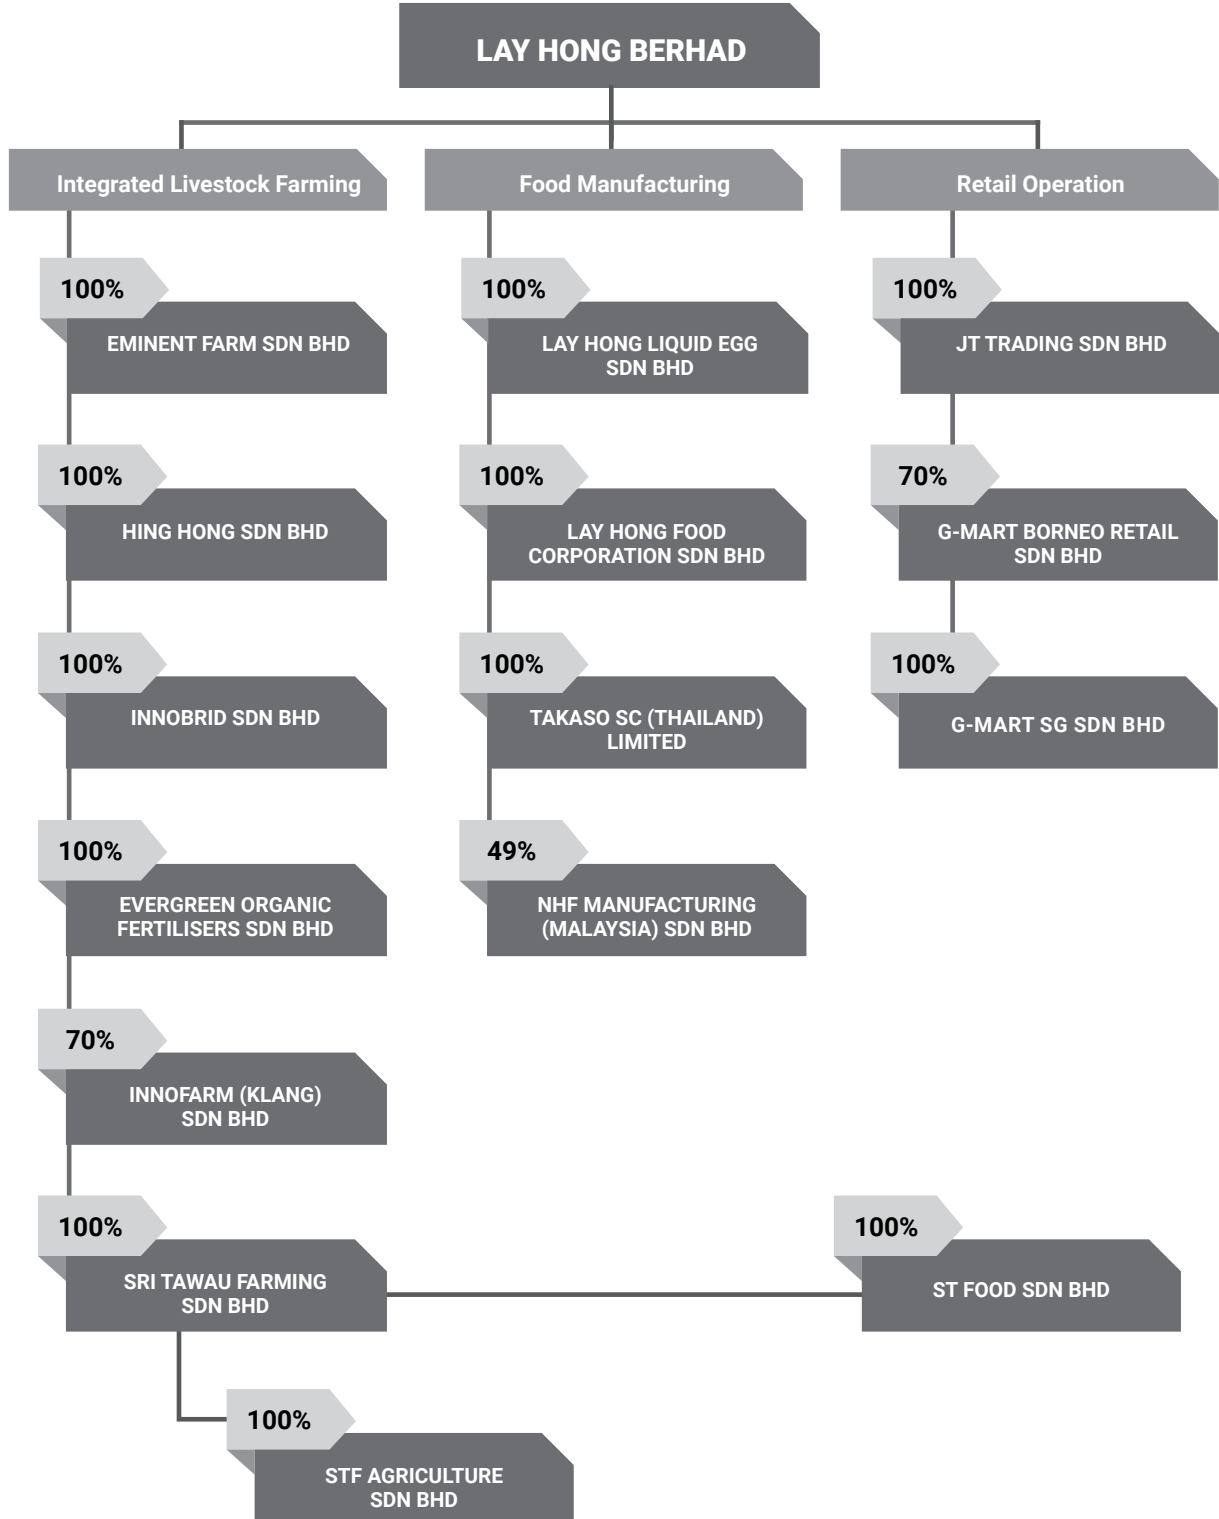 LAY HONG BERHAD
Integrated Livestock Farming
100%
EMINENT FARM SDN BHD
100%
HING HONG SDN BHD
100%
INNOBRID SDN BHD
100%
EVERGREEN ORGANIC
FERTILISERS SDN BHD
70%
INNOFARM (KLANG)
SDN BHD
100%
SRI TAWAU FARMING
SDN BHD
100%
STF AGRICULTURE
SDN BHD
100%
ST FOOD SDN BHD
Food Manufacturing
100%
LAY HONG LIQUID EGG
SDN BHD
100%
LAY HONG FOOD
CORPORATION SDN BHD
100%
TAKASO SC (THAILAND)
LIMITED
49%
NHF MANUFACTURING
(MALAYSIA) SDN BHD
Retail Operation
100%
JT TRADING SDN BHD
70%
G-MART BORNEO RETAIL
SDN BHD
100%
G-MART SG SDN BHD